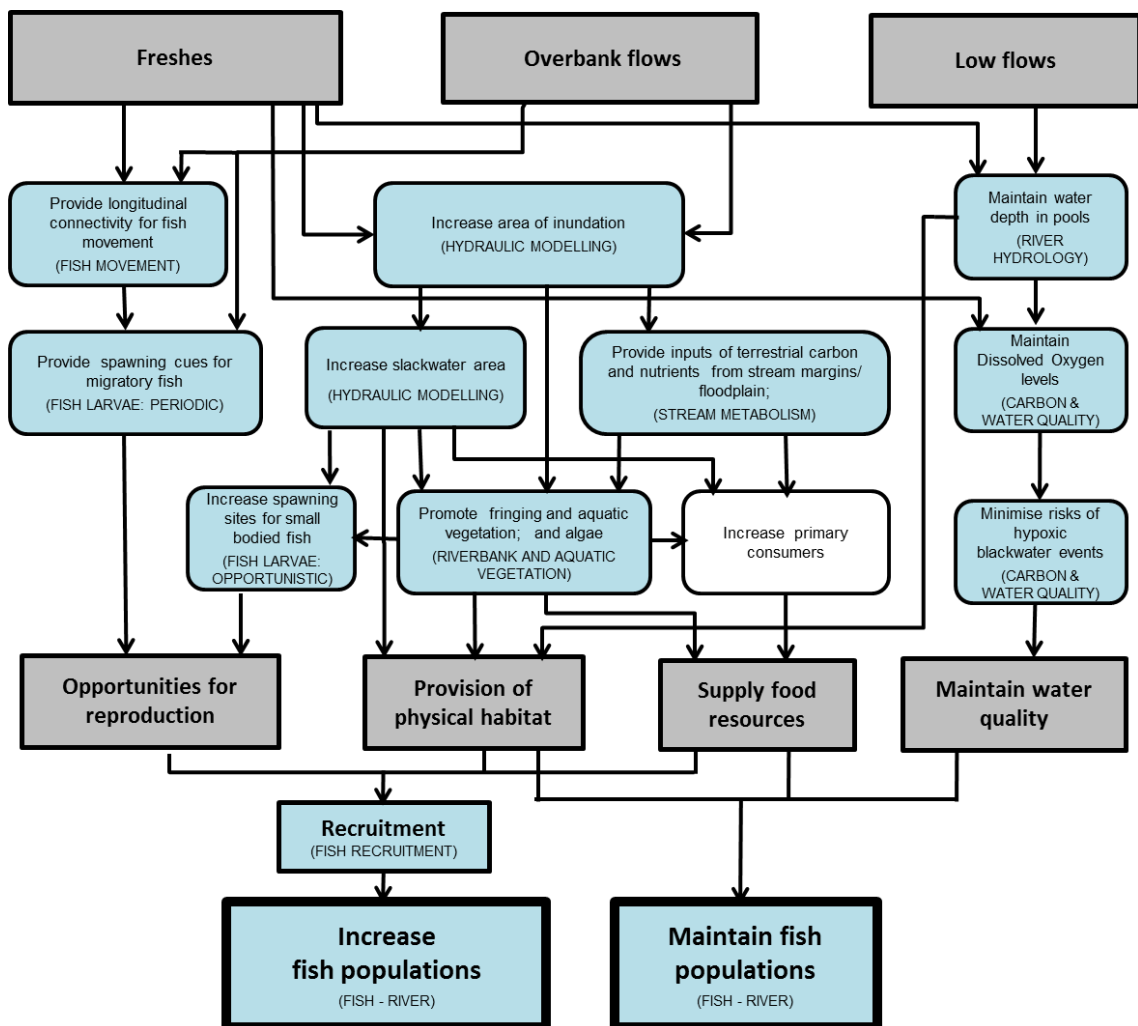 Freshes
Overbank flows
Low flows
Provide longitudinal
connectivity for fish
movement
(FISH MOVEMENT)
Increase area of inundation
(HYDRAULIC MODELLING)
Maintain water
depth in pools
(RIVER
HYDROLOGY)
Provide spawning cues for
migratory fish
(FISH LARVAE: PERIODIC)
Increase slackwater area
(HYDRAULIC MODELLING)
Provide inputs of terrestrial carbon
and nutrients from stream margins/
floodplain;
(STREAM METABOLISM)
Maintain
Dissolved Oxygen
levels
(CARBON &
WATER QUALITY)
Increase spawning
sites for small
bodied fish
(FISH LARVAE:
OPPORTUNISTIC)
Promote fringing and aquatic
vegetation; and algae
(RIVERBANK AND AQUATIC
VEGETATION)
Increase primary
consumers
Minimise risks of
hypoxic
blackwater events
(CARBON &
WATER QUALITY)
Opportunities for
reproduction
Provision of
physical habitat
Supply food
resources
Maintain water
quality
Recruitment
(FISH RECRUITMENT)
Increase
fish populations
(FISH - RIVER)
Maintain fish
populations
(FISH - RIVER)